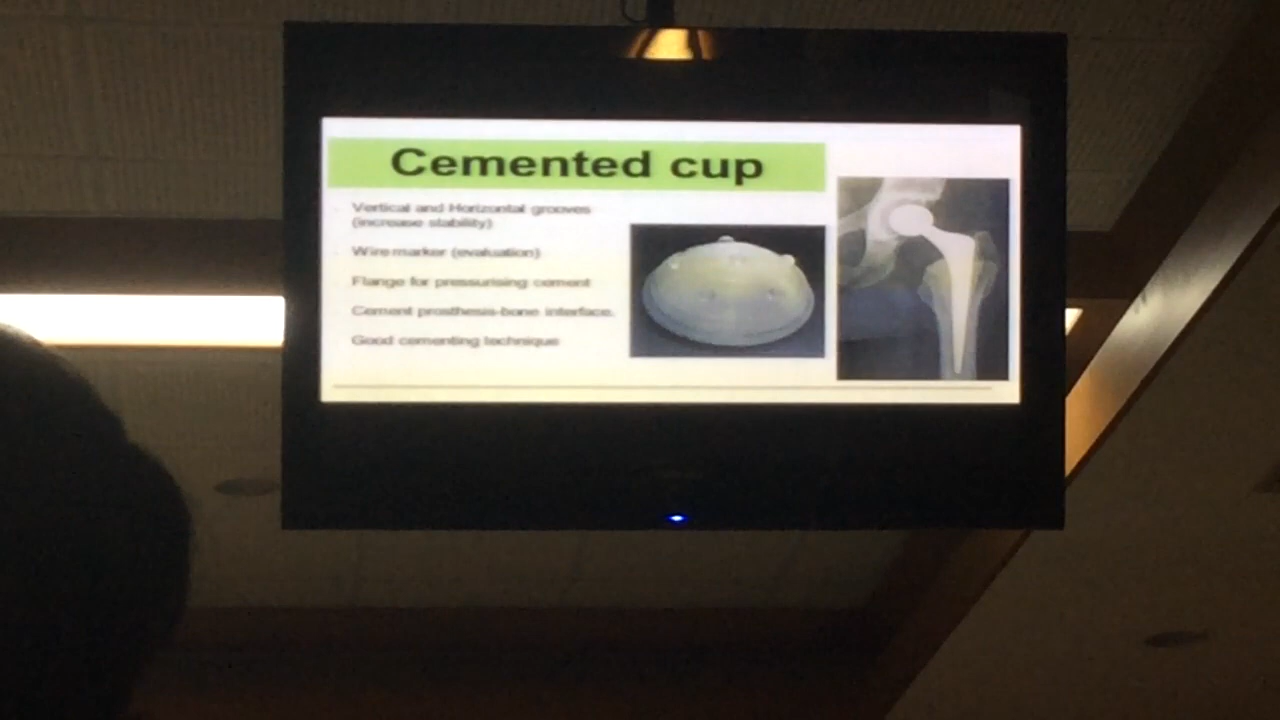 Cemented cup
Vertical and Horizontal grooves
(increase stability)
Wire marker (evaluation)
Flange for pressurising cement
Cement prosthesis-bone interface.
Good cementing technique